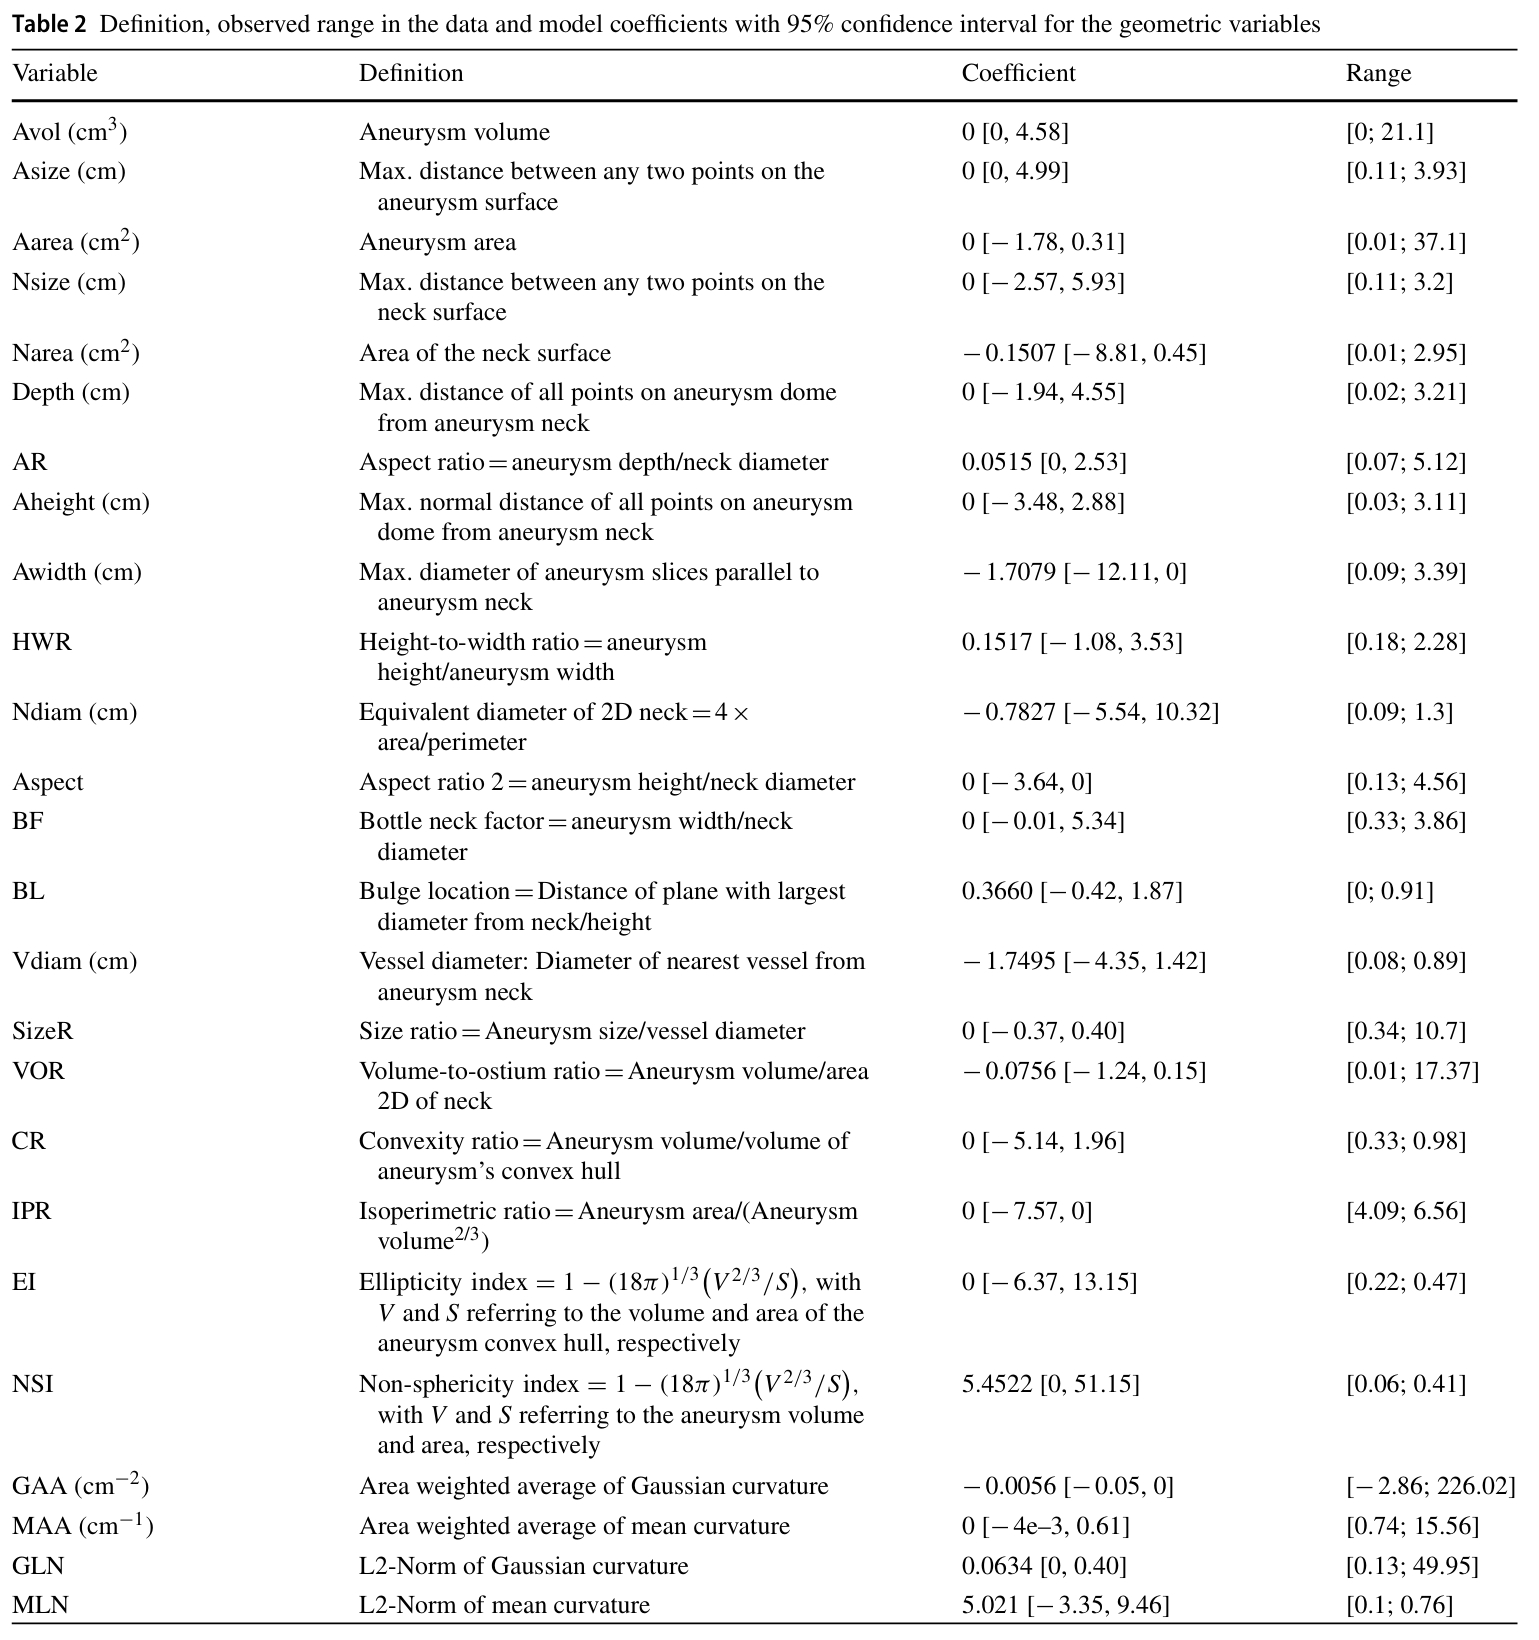 Table 2 Definition, observed range in the data and model coefficients with 95% confidence interval for the geometric variables
Variable Definition Coefficient Range
Avol (cm³) Aneurysm volume 0 [0, 4.58] [0; 21.1]
Asize (cm) Max. distance between any two points on the 0 [0, 4.99] [0.11; 3.93]
aneurysm surface
Aarea (cm²) Aneurysm area 0 [− 1.78, 0.31] [0.01; 37.1]
Nsize (cm) Max. distance between any two points on the 0 [− 2.57, 5.93] [0.11; 3.2]
neck surface
Narea (cm²) Area of the neck surface − 0.1507 [− 8.81, 0.45] [0.01; 2.95]
Depth (cm) Max. distance of all points on aneurysm dome 0 [− 1.94, 4.55] [0.02; 3.21]
from aneurysm neck
AR Aspect ratio = aneurysm depth/neck diameter 0.0515 [0, 2.53] [0.07; 5.12]
Aheight (cm) Max. normal distance of all points on aneurysm 0 [− 3.48, 2.88] [0.03; 3.11]
dome from aneurysm neck
Awidth (cm) Max. diameter of aneurysm slices parallel to − 1.7079 [− 12.11, 0] [0.09; 3.39]
aneurysm neck
HWR Height-to-width ratio = aneurysm 0.1517 [− 1.08, 3.53] [0.18; 2.28]
height/aneurysm width
Ndiam (cm) Equivalent diameter of 2D neck = 4 × − 0.7827 [− 5.54, 10.32] [0.09; 1.3]
area/perimeter
Aspect Aspect ratio 2 = aneurysm height/neck diameter 0 [− 3.64, 0] [0.13; 4.56]
BF Bottle neck factor = aneurysm width/neck 0 [− 0.01, 5.34] [0.33; 3.86]
diameter
BL Bulge location = Distance of plane with largest 0.3660 [− 0.42, 1.87] [0; 0.91]
diameter from neck/height
Vdiam (cm) Vessel diameter: Diameter of nearest vessel from − 1.7495 [− 4.35, 1.42] [0.08; 0.89]
aneurysm neck
SizeR Size ratio = Aneurysm size/vessel diameter 0 [− 0.37, 0.40] [0.34; 10.7]
VOR Volume-to-ostium ratio = Aneurysm volume/area − 0.0756 [− 1.24, 0.15] [0.01; 17.37]
2D of neck
CR Convexity ratio = Aneurysm volume/volume of 0 [− 5.14, 1.96] [0.33; 0.98]
aneurysm's convex hull
IPR Isoperimetric ratio = Aneurysm area/(Aneurysm 0 [− 7.57, 0] [4.09; 6.56]
volume^2/3)
EI Ellipticity index = 1 − (18π)^1/3(V^2/3/S), with 0 [− 6.37, 13.15] [0.22; 0.47]
V and S referring to the volume and area of the
aneurysm convex hull, respectively
NSI Non-sphericity index = 1 − (18π)^1/3(V^2/3/S), 5.4522 [0, 51.15] [0.06; 0.41]
with V and S referring to the aneurysm volume
and area, respectively
GAA (cm⁻²) Area weighted average of Gaussian curvature − 0.0056 [− 0.05, 0] [− 2.86; 226.02]
MAA (cm⁻¹) Area weighted average of mean curvature 0 [− 4e–3, 0.61] [0.74; 15.56]
GLN L2-Norm of Gaussian curvature 0.0634 [0, 0.40] [0.13; 49.95]
MLN L2-Norm of mean curvature 5.021 [− 3.35, 9.46] [0.1; 0.76]